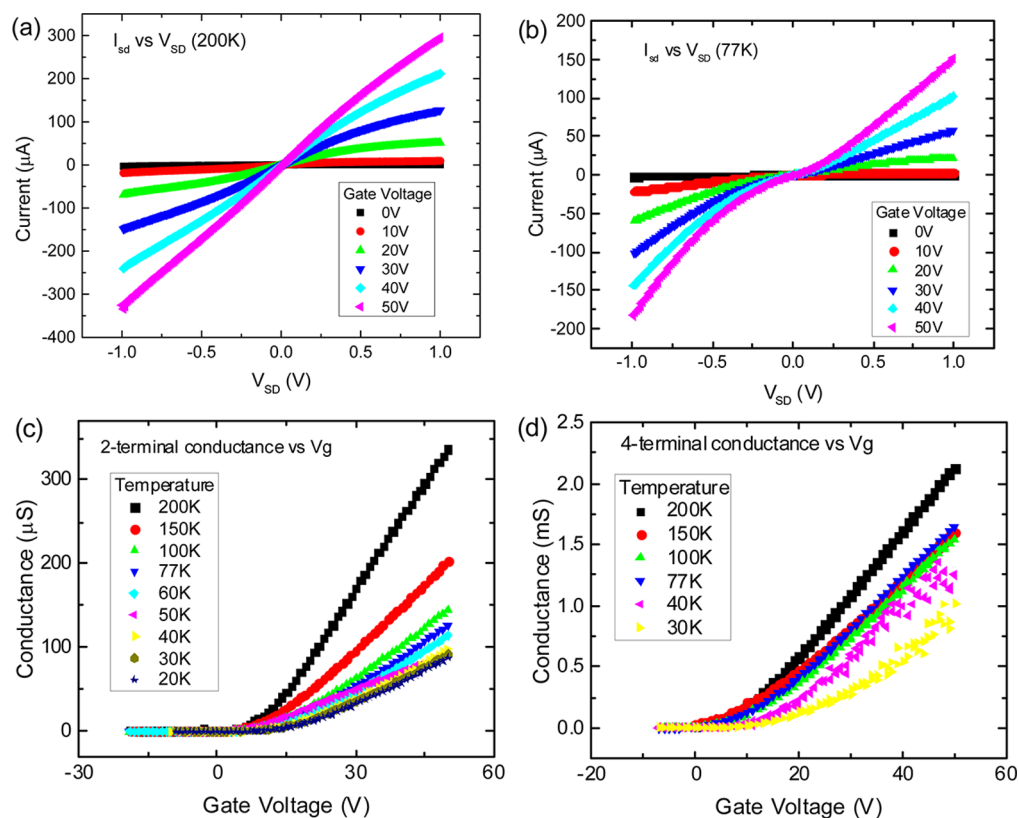 (a)
I_sd vs V_SD (200K)
Current (μA)
300
200
100
0
-100
-200
-300
-400
Gate Voltage
0V
10V
20V
30V
40V
50V
-1.0
-0.5
0.0
0.5
1.0
V_SD (V)
(b)
I_sd vs V_SD (77K)
Current (μA)
200
150
100
50
0
-50
-100
-150
-200
Gate Voltage
0V
10V
20V
30V
40V
50V
-1.0
-0.5
0.0
0.5
1.0
V_SD (V)
(c)
2-terminal conductance vs Vg
Conductance (μS)
300
200
100
0
Temperature
200K
150K
100K
77K
60K
50K
40K
30K
20K
-30
0
30
60
Gate Voltage (V)
(d)
4-terminal conductance vs Vg
Conductance (mS)
2.5
2.0
1.5
1.0
0.5
0.0
Temperature
200K
150K
100K
77K
40K
30K
-20
0
20
40
60
Gate Voltage (V)